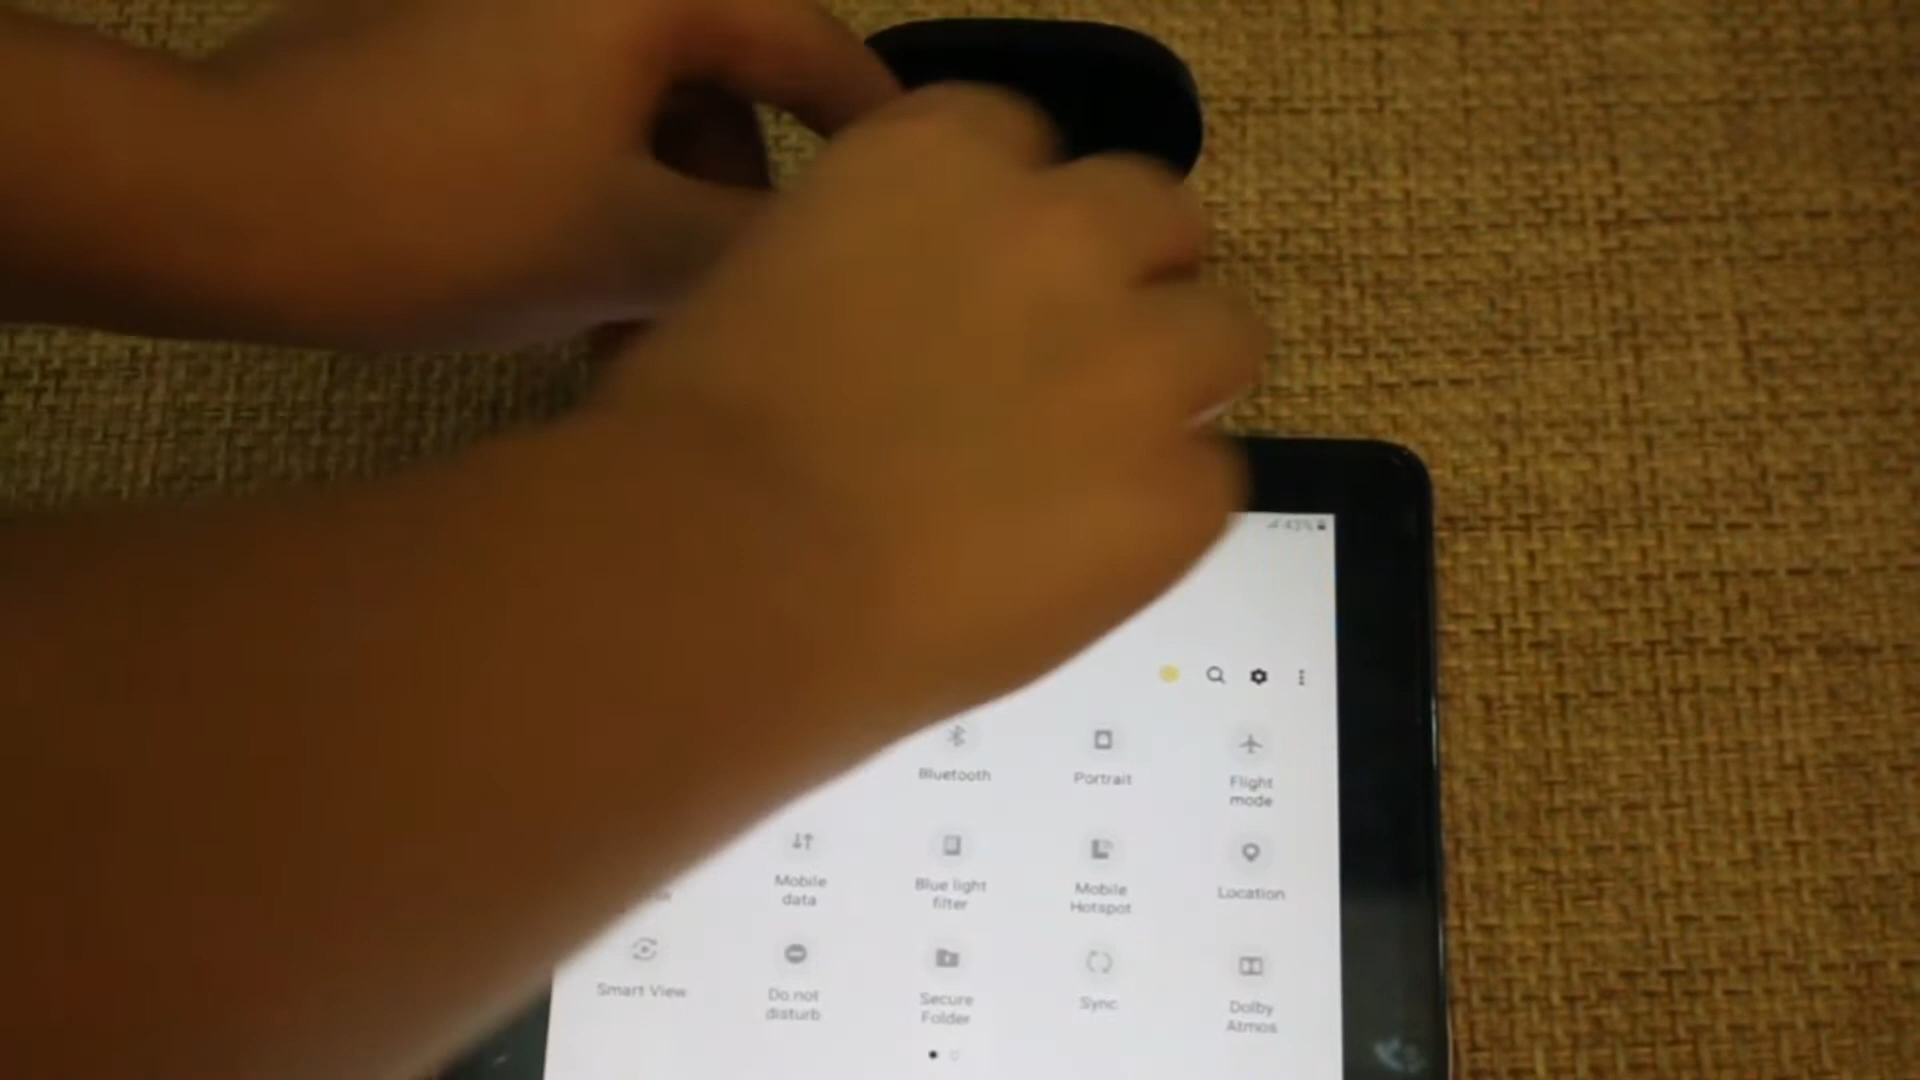 43%
Bluetooth
Portrait
Flight
mode
Mobile
data
Blue light
filter
Mobile
Hotspot
Location
Smart View
Do not
disturb
Secure
Folder
Sync
Dolby
Atmos